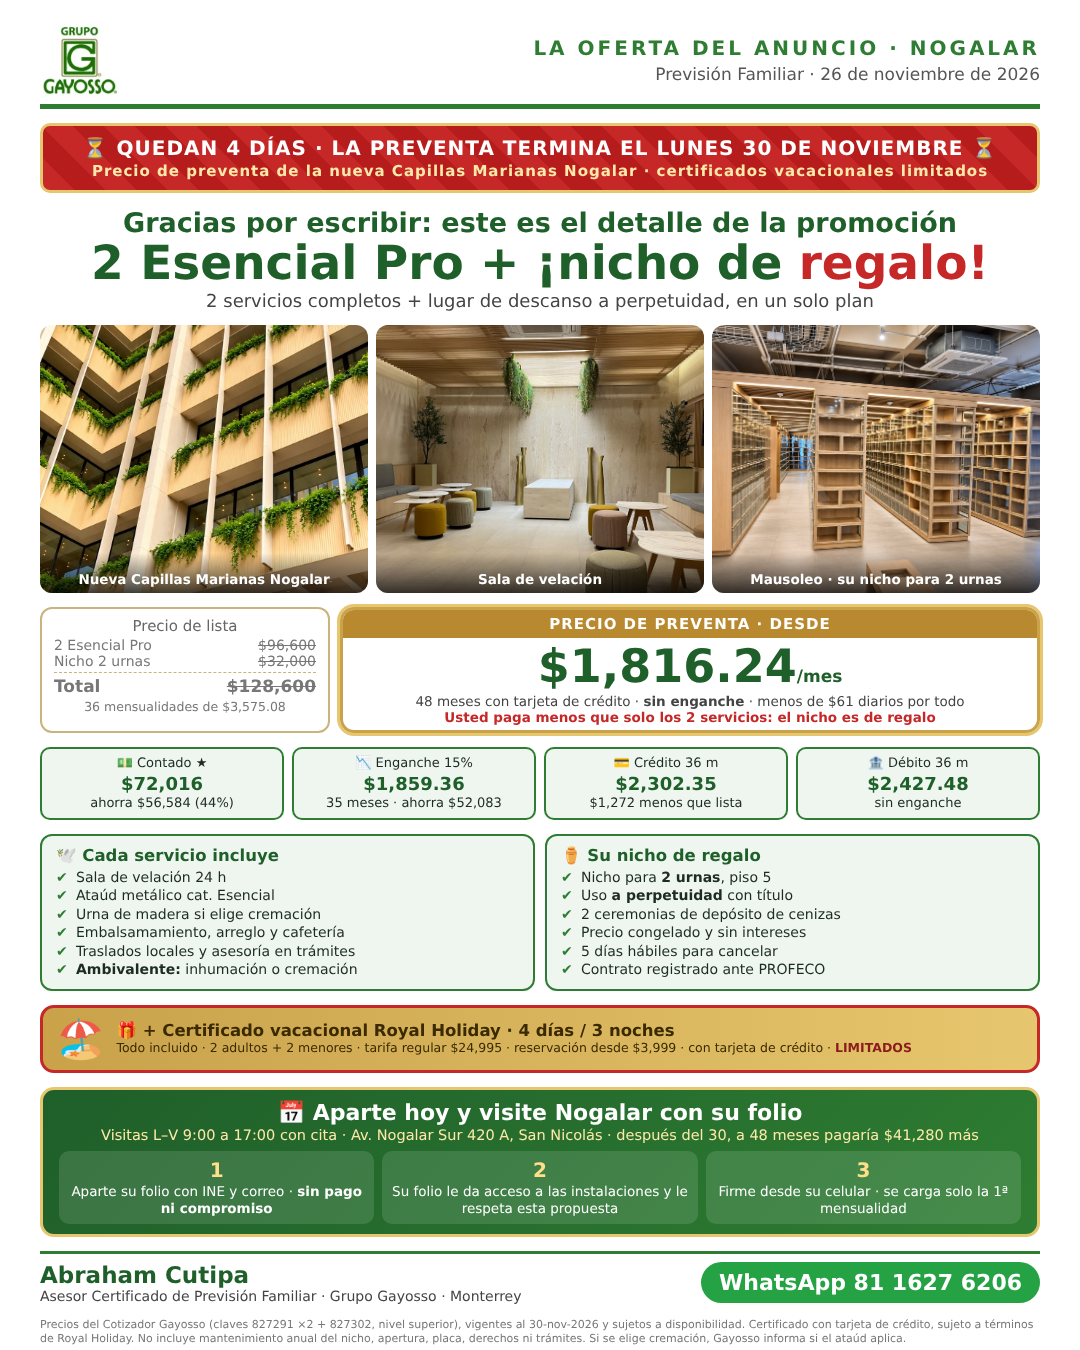 GRUPO
G
GAYOSSO.
LA OFERTA DEL ANUNCIO · NOGALAR
Previsión Familiar · 26 de noviembre de 2026
⏳ QUEDAN 4 DÍAS · LA PREVENTA TERMINA EL LUNES 30 DE NOVIEMBRE ⏳
Precio de preventa de la nueva Capillas Marianas Nogalar · certificados vacacionales limitados
Gracias por escribir: este es el detalle de la promoción
2 Esencial Pro + ¡nicho de regalo!
2 servicios completos + lugar de descanso a perpetuidad, en un solo plan
Nueva Capillas Marianas Nogalar
Sala de velación
Mausoleo · su nicho para 2 urnas
Precio de lista
2 Esencial Pro $96,600
Nicho 2 urnas $32,000
Total $128,600
36 mensualidades de $3,575.08
PRECIO DE PREVENTA · DESDE
$1,816.24/mes
48 meses con tarjeta de crédito · sin enganche · menos de $61 diarios por todo
Usted paga menos que solo los 2 servicios: el nicho es de regalo
💵 Contado ★
$72,016
ahorra $56,584 (44%)
📉 Enganche 15%
$1,859.36
35 meses · ahorra $52,083
💳 Crédito 36 m
$2,302.35
$1,272 menos que lista
🏦 Débito 36 m
$2,427.48
sin enganche
🕊️ Cada servicio incluye
✔ Sala de velación 24 h
✔ Ataúd metálico cat. Esencial
✔ Urna de madera si elige cremación
✔ Embalsamamiento, arreglo y cafetería
✔ Traslados locales y asesoría en trámites
✔ Ambivalente: inhumación o cremación
⚱️ Su nicho de regalo
✔ Nicho para 2 urnas, piso 5
✔ Uso a perpetuidad con título
✔ 2 ceremonias de depósito de cenizas
✔ Precio congelado y sin intereses
✔ 5 días hábiles para cancelar
✔ Contrato registrado ante PROFECO
🎁 + Certificado vacacional Royal Holiday · 4 días / 3 noches
Todo incluido · 2 adultos + 2 menores · tarifa regular $24,995 · reservación desde $3,999 · con tarjeta de crédito · LIMITADOS
📅 Aparte hoy y visite Nogalar con su folio
Visitas L–V 9:00 a 17:00 con cita · Av. Nogalar Sur 420 A, San Nicolás · después del 30, a 48 meses pagaría $41,280 más
1
Aparte su folio con INE y correo · sin pago
ni compromiso
2
Su folio le da acceso a las instalaciones y le
respeta esta propuesta
3
Firme desde su celular · se carga solo la 1ª
mensualidad
Abraham Cutipa
Asesor Certificado de Previsión Familiar · Grupo Gayosso · Monterrey
WhatsApp 81 1627 6206
Precios del Cotizador Gayosso (claves 827291 ×2 + 827302, nivel superior), vigentes al 30-nov-2026 y sujetos a disponibilidad. Certificado con tarjeta de crédito, sujeto a términos
de Royal Holiday. No incluye mantenimiento anual del nicho, apertura, placa, derechos ni trámites. Si se elige cremación, Gayosso informa si el ataúd aplica.